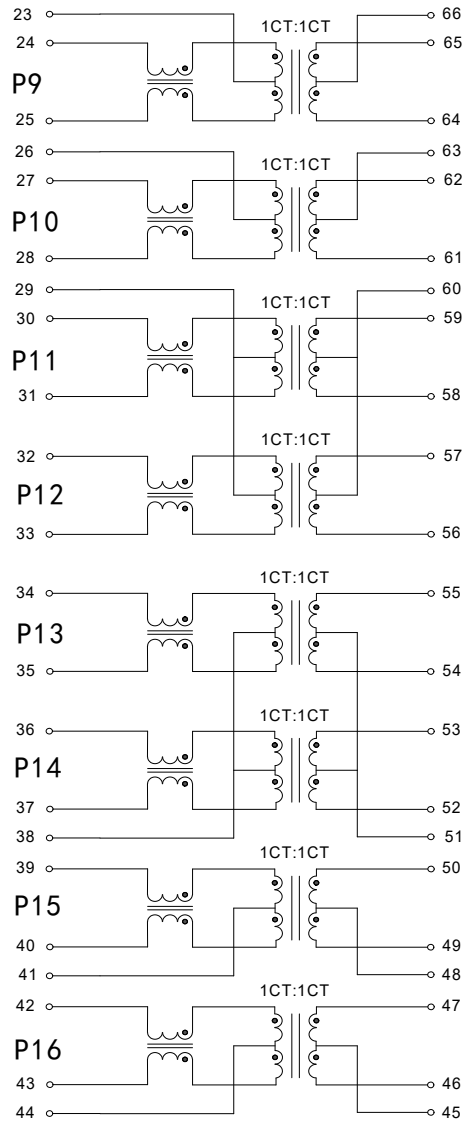 23 66
1CT:1CT
24 65
P9
25 64
26 63
1CT:1CT
27 62
P10
28 61
29 60
1CT:1CT
30 59
P11
31 58
1CT:1CT
32 57
P12
33 56
1CT:1CT
34 55
P13
35 54
1CT:1CT
36 53
P14
37 52
38 51
1CT:1CT
39 50
P15
40 49
41 48
1CT:1CT
42 47
P16
43 46
44 45